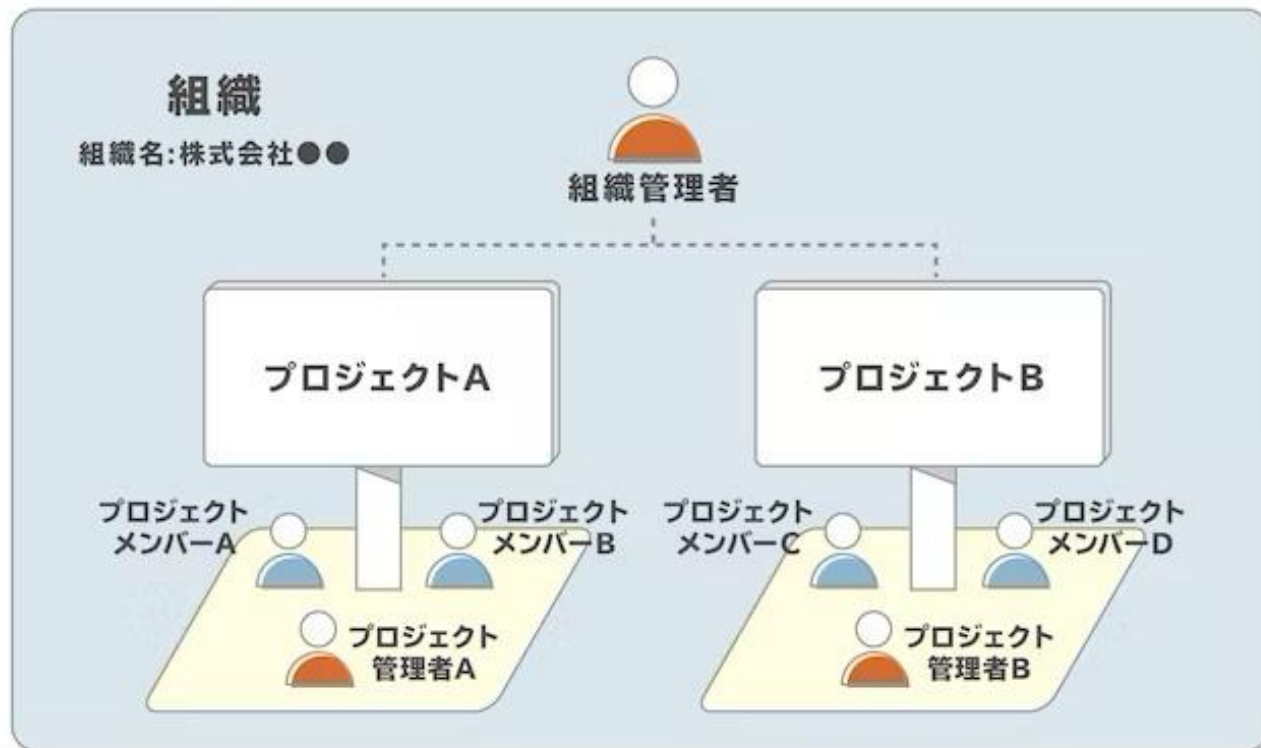 組織
組織名:株式会社●●
組織管理者
プロジェクトA
プロジェクトB
プロジェクト
メンバーA
プロジェクト
メンバーB
プロジェクト
メンバーC
プロジェクト
メンバーD
プロジェクト
管理者A
プロジェクト
管理者B